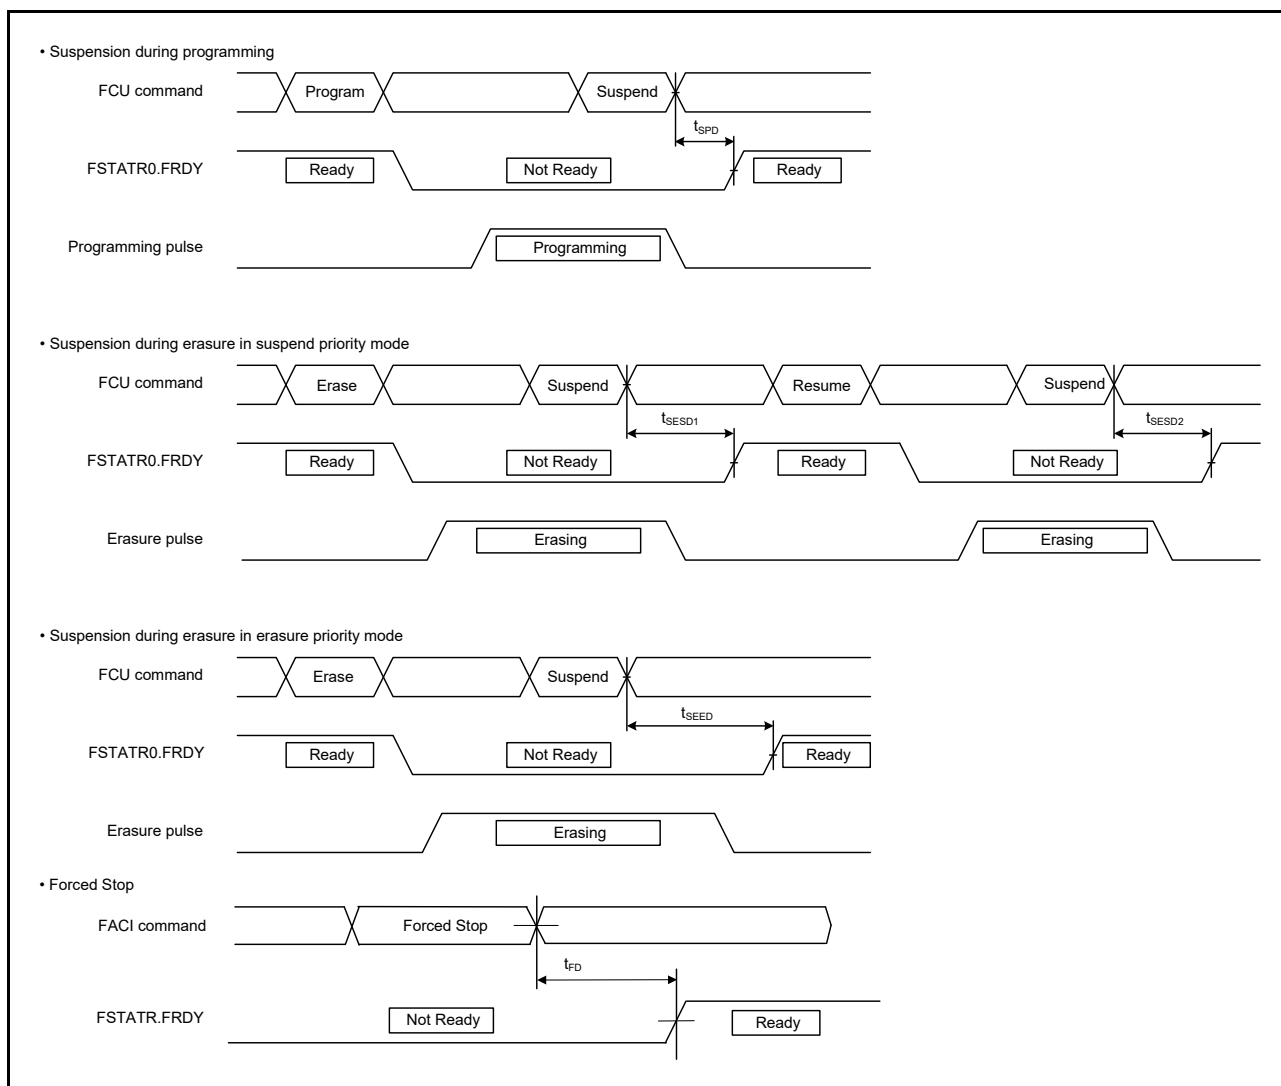 • Suspension during programming
FCU command
Program
Suspend
tSPD
FSTATR0.FRDY
Ready
Not Ready
Ready
Programming pulse
Programming
• Suspension during erasure in suspend priority mode
FCU command
Erase
Suspend
Resume
Suspend
tSESD1
tSESD2
FSTATR0.FRDY
Ready
Not Ready
Ready
Not Ready
Erasure pulse
Erasing
Erasing
• Suspension during erasure in erasure priority mode
FCU command
Erase
Suspend
tSEED
FSTATR0.FRDY
Ready
Not Ready
Ready
Erasure pulse
Erasing
• Forced Stop
FACI command
Forced Stop
tFD
FSTATR.FRDY
Not Ready
Ready